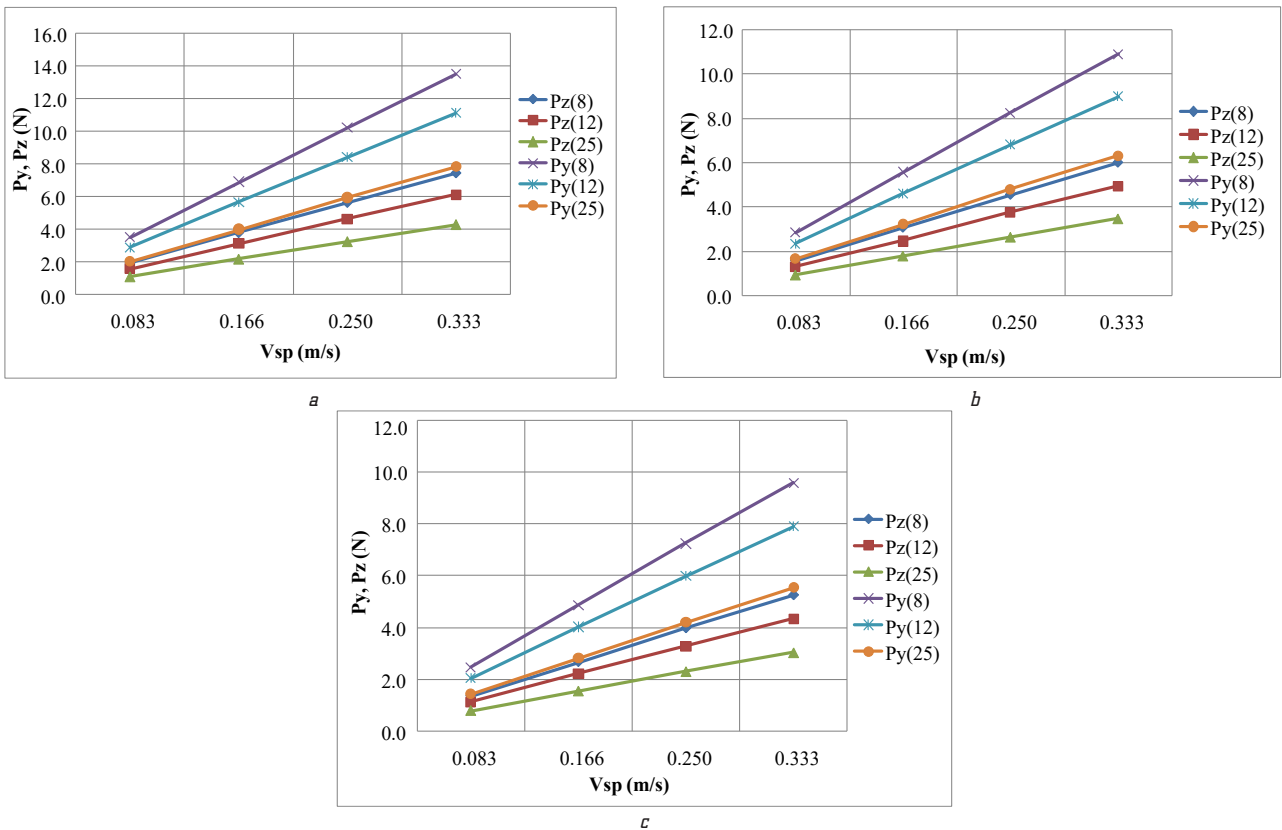 16.0
14.0
12.0
10.0
8.0
6.0
4.0
2.0
0.0
Py, Pz (N)
0.083 0.166 0.250 0.333
Vsp (m/s)
Pz(8)
Pz(12)
Pz(25)
Py(8)
Py(12)
Py(25)
a
12.0
10.0
8.0
6.0
4.0
2.0
0.0
Py, Pz (N)
0.083 0.166 0.250 0.333
Vsp (m/s)
Pz(8)
Pz(12)
Pz(25)
Py(8)
Py(12)
Py(25)
b
12.0
10.0
8.0
6.0
4.0
2.0
0.0
Py, Pz (N)
0.083 0.166 0.250 0.333
Vsp (m/s)
Pz(8)
Pz(12)
Pz(25)
Py(8)
Py(12)
Py(25)
c